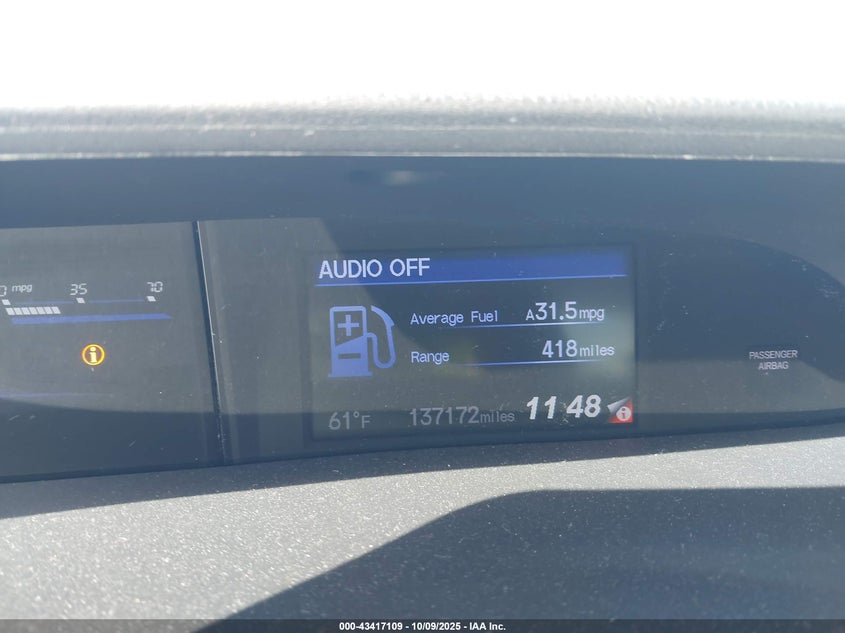 AUDIO OFF
0 mpg 35 70
Average Fuel A31.5mpg
Range 418miles
PASSENGER
AIRBAG
61°F 137172miles 11 48
000-43417109 - 10/09/2025 - IAA Inc.